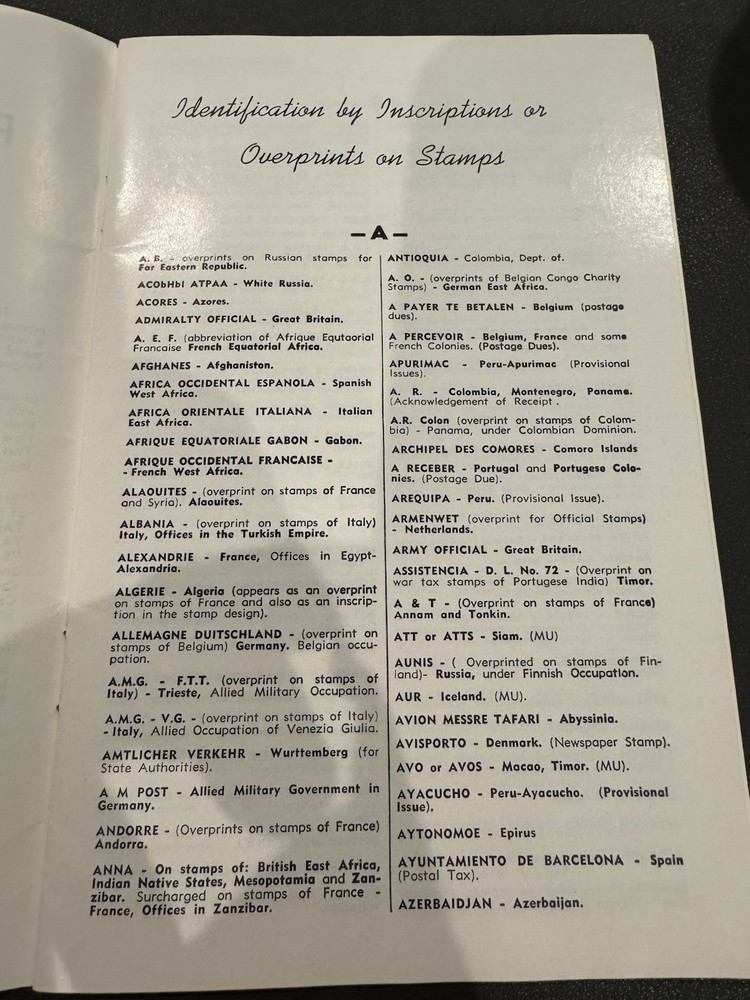 Identification by Inscriptions or
Overprints on Stamps
-A-
A. B. - overprints on Russian stamps for
Far Eastern Republic.
ACObHbI ATPAA - White Russia.
ACORES - Azores.
ADMIRALTY OFFICIAL - Great Britain.
A. E. F. (abbreviation of Afrique Equtaorial
Francaise French Equatorial Africa.
AFGHANES - Afghaniston.
AFRICA OCCIDENTAL ESPANOLA - Spanish
West Africa.
AFRICA ORIENTALE ITALIANA - Italian
East Africa.
AFRIQUE EQUATORIALE GABON - Gabon.
AFRIQUE OCCIDENTAL FRANCAISE -
- French West Africa.
ALAOUITES - (overprint on stamps of France
and Syria). Alaouites.
ALBANIA - (overprint on stamps of Italy)
Italy, Offices in the Turkish Empire.
ALEXANDRIE - France, Offices in Egypt-
Alexandria.
ALGERIE - Algeria (appears as an overprint
on stamps of France and also as an inscrip-
tion in the stamp design).
ALLEMAGNE DUITSCHLAND - (overprint on
stamps of Belgium) Germany. Belgian occu-
pation.
A.M.G. - F.T.T. (overprint on stamps of
Italy) - Trieste, Allied Military Occupation.
A.M.G. - V.G. - (overprint on stamps of Italy)
- Italy, Allied Occupation of Venezia Giulia.
AMTLICHER VERKEHR - Wurttemberg (for
State Authorities).
A M POST - Allied Military Government in
Germany.
ANDORRE - (Overprints on stamps of France)
Andorra.
ANNA - On stamps of: British East Africa,
Indian Native States, Mesopotamia and Zan-
zibar. Surcharged on stamps of France -
France, Offices in Zanzibar.
ANTIOQUIA - Colombia, Dept. of.
A. O. - (overprints of Belgian Congo Charity
Stamps) - German East Africa.
A PAYER TE BETALEN - Belgium (postage
dues).
A PERCEVOIR - Belgium, France and some
French Colonies. (Postage Dues).
APURIMAC - Peru-Apurimac (Provisional
Issues).
A. R. - Colombia, Montenegro, Panama.
(Acknowledgement of Receipt .
A.R. Colon (overprint on stamps of Colom-
bia) - Panama, under Colombian Dominion.
ARCHIPEL DES COMORES - Comoro Islands
A RECEBER - Portugal and Portugese Colo-
nies. (Postage Due).
AREQUIPA - Peru. (Provisional Issue).
ARMENWET (overprint for Official Stamps)
- Netherlands.
ARMY OFFICIAL - Great Britain.
ASSISTENCIA - D. L. No. 72 - (Overprint on
war tax stamps of Portugese India) Timor.
A & T - (Overprint on stamps of France)
Annam and Tonkin.
ATT or ATTS - Siam. (MU)
AUNIS - ( Overprinted on stamps of Fin-
land)- Russia, under Finnish Occupation.
AUR - Iceland. (MU).
AVION MESSRE TAFARI - Abyssinia.
AVISPORTO - Denmark. (Newspaper Stamp).
AVO or AVOS - Macao, Timor. (MU).
AYACUCHO - Peru-Ayacucho. (Provisional
Issue).
AYTONOMOE - Epirus
AYUNTAMIENTO DE BARCELONA - Spain
(Postal Tax).
AZERBAIDJAN - Azerbaijan.